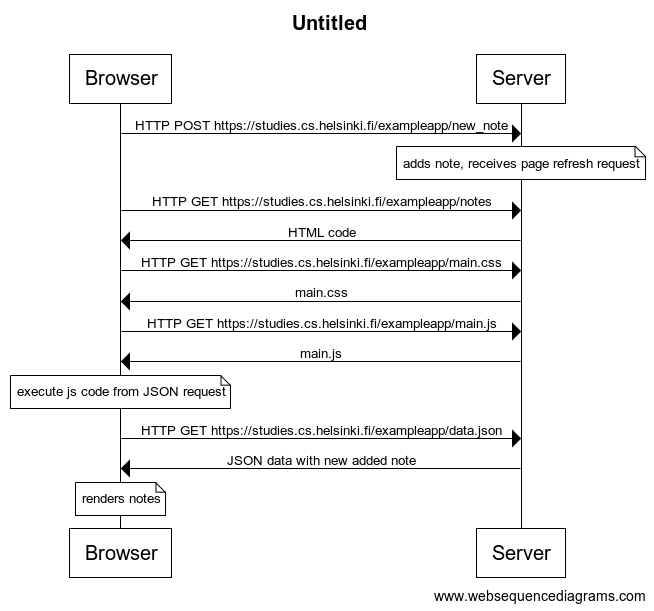 Untitled
Browser
Server
HTTP POST https://studies.cs.helsinki.fi/exampleapp/new_note
adds note, receives page refresh request
HTTP GET https://studies.cs.helsinki.fi/exampleapp/notes
HTML code
HTTP GET https://studies.cs.helsinki.fi/exampleapp/main.css
main.css
HTTP GET https://studies.cs.helsinki.fi/exampleapp/main.js
main.js
execute js code from JSON request
HTTP GET https://studies.cs.helsinki.fi/exampleapp/data.json
JSON data with new added note
renders notes
Browser
Server
www.websequencediagrams.com